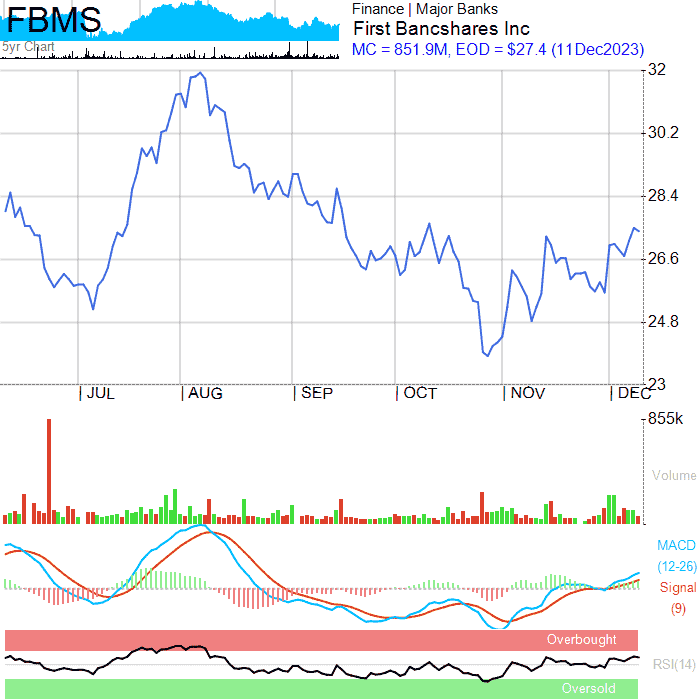 FBMS
5yr Chart
Finance | Major Banks
First Bancshares Inc
MC = 851.9M, EOD = $27.4 (11Dec2023)
32
30.2
28.4
26.6
24.8
23
JUL
AUG
SEP
OCT
NOV
DEC
855k
Volume
MACD
(12-26)
Signal
(9)
Overbought
RSI(14)
Oversold